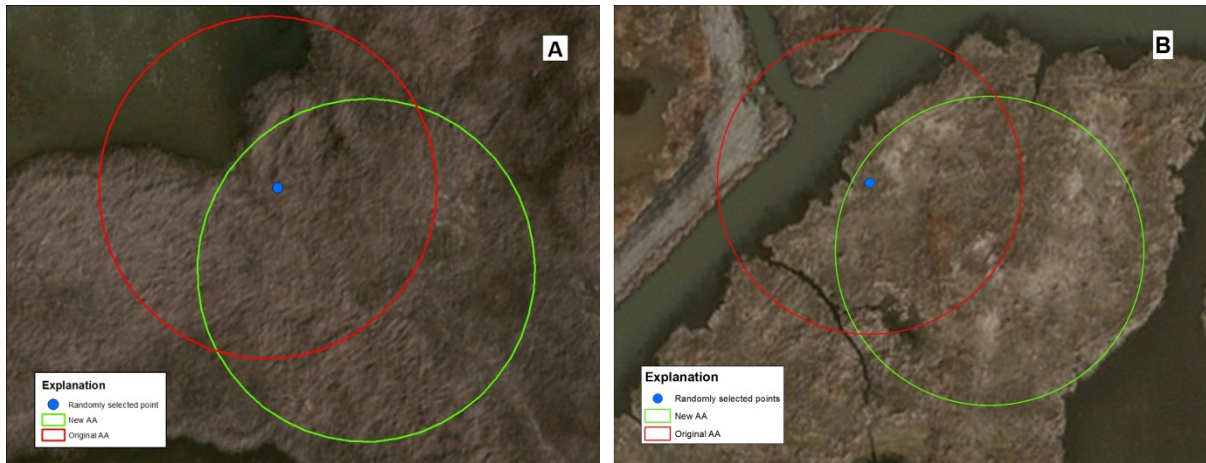 A
Explanation
Randomly selected point
New AA
Original AA
B
Explanation
Randomly selected points
New AA
Original AA